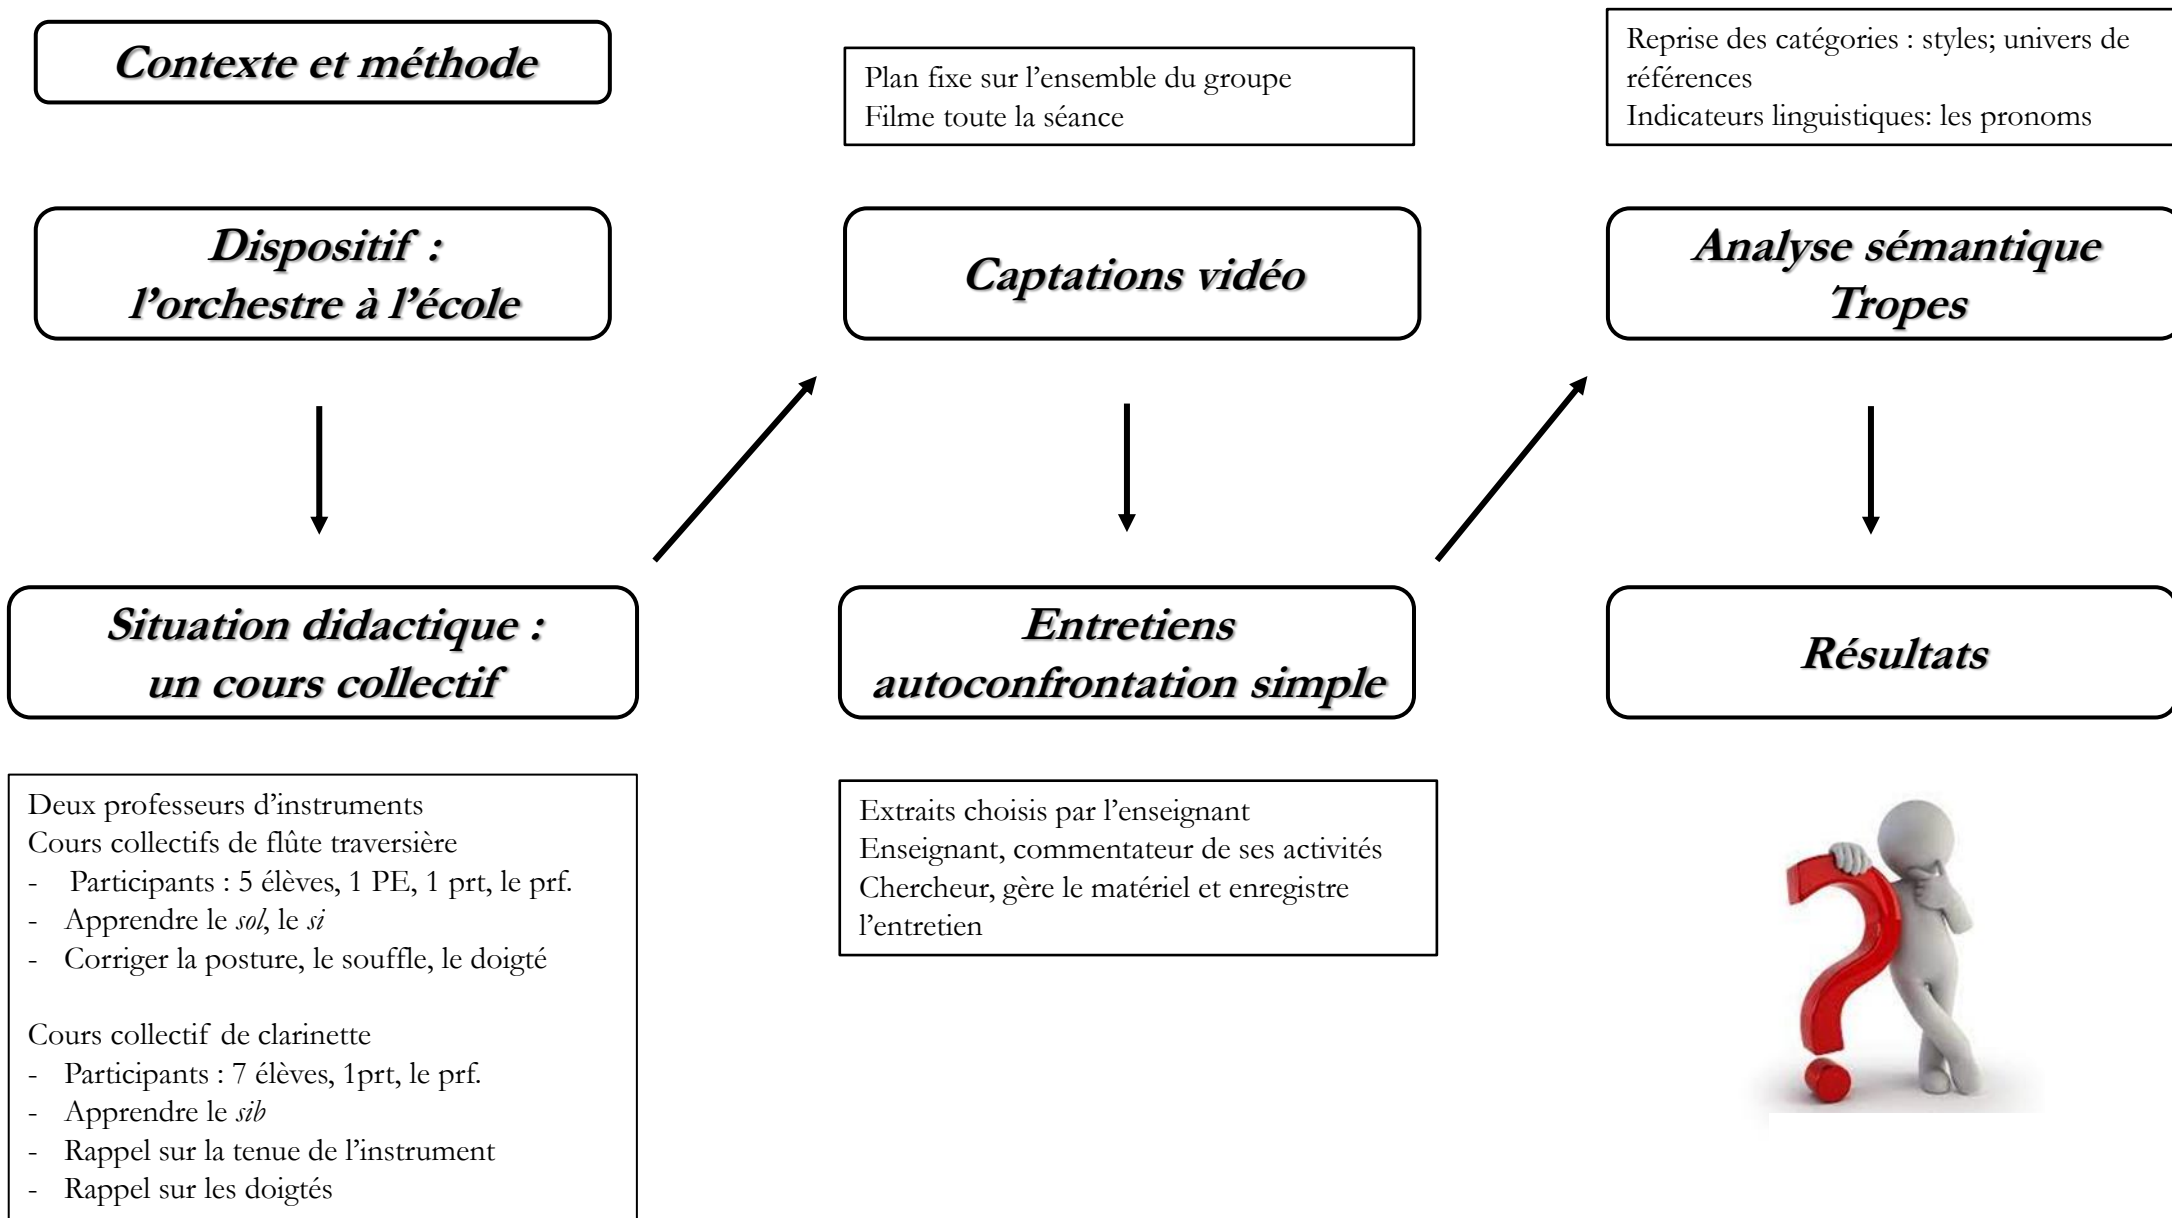 Contexte et méthode
Dispositif :
l’orchestre à l’école
Situation didactique :
un cours collectif
Deux professeurs d’instruments
Cours collectifs de flûte traversière
- Participants : 5 élèves, 1 PE, 1 prt, le prf.
- Apprendre le sol, le si
- Corriger la posture, le souffle, le doigté
Cours collectif de clarinette
- Participants : 7 élèves, 1prt, le prf.
- Apprendre le sib
- Rappel sur la tenue de l’instrument
- Rappel sur les doigtés
Plan fixe sur l’ensemble du groupe
Filme toute la séance
Captations vidéo
Entretiens
autoconfrontation simple
Extraits choisis par l’enseignant
Enseignant, commentateur de ses activités
Chercheur, gère le matériel et enregistre
l’entretien
Reprise des catégories : styles; univers de
références
Indicateurs linguistiques: les pronoms
Analyse sémantique
Tropes
Résultats
?